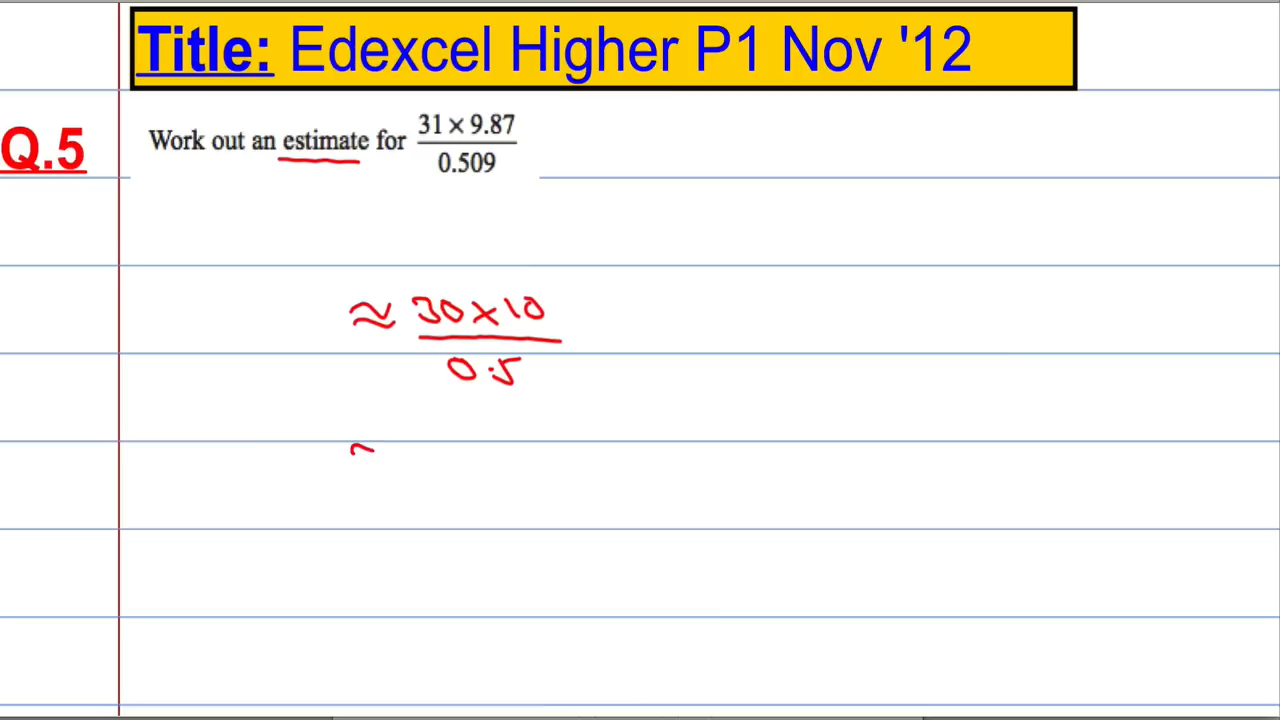 Title: Edexcel Higher P1 Nov '12
Q.5
Work out an estimate for 31 × 9.87 / 0.509
≈ 30 × 10
0.5
~